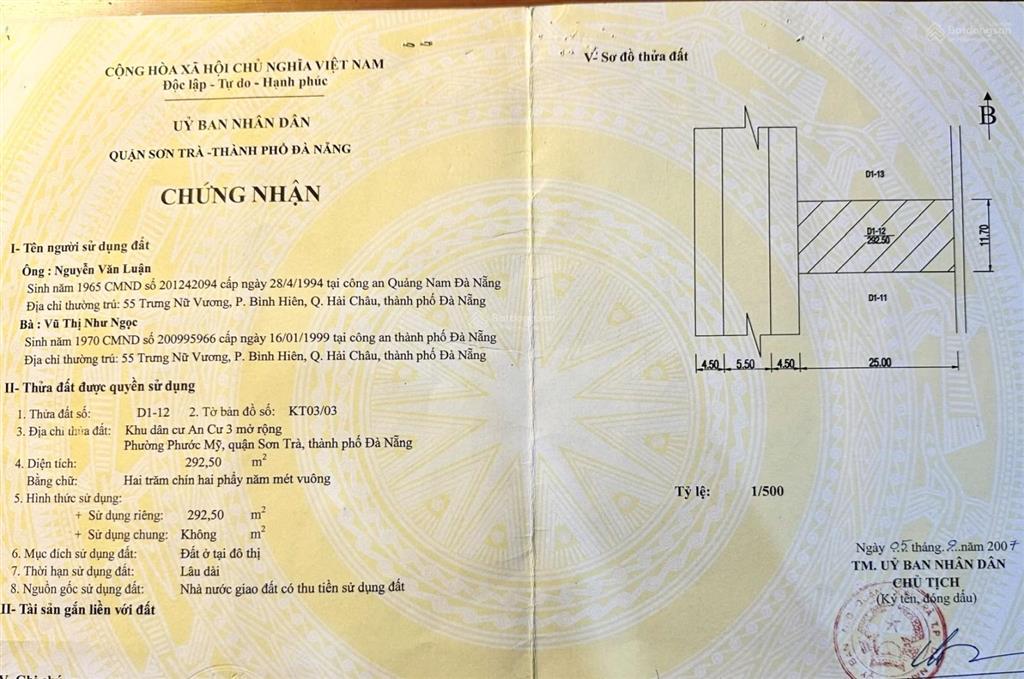 CỘNG HÒA XÃ HỘI CHỦ NGHĨA VIỆT NAM
Độc lập - Tự do - Hạnh phúc
UỶ BAN NHÂN DÂN
QUẬN SƠN TRÀ -THÀNH PHỐ ĐÀ NẴNG
CHỨNG NHẬN
I- Tên người sử dụng đất
Ông : Nguyễn Văn Luận
Sinh năm 1965 CMND số 201242094 cấp ngày 28/4/1994 tại công an Quảng Nam Đà Nẵng
Địa chỉ thường trú: 55 Trưng Nữ Vương, P. Bình Hiên, Q. Hải Châu, thành phố Đà Nẵng
Bà : Vũ Thị Như Ngọc
Sinh năm 1970 CMND số 200995966 cấp ngày 16/01/1999 tại công an thành phố Đà Nẵng
Địa chỉ thường trú: 55 Trưng Nữ Vương, P. Bình Hiên, Q. Hải Châu, thành phố Đà Nẵng
II- Thửa đất được quyền sử dụng
1. Thửa đất số: D1-12 2. Tờ bản đồ số: KT03/03
3. Địa chỉ thửa đất: Khu dân cư An Cư 3 mở rộng
Phường Phước Mỹ, quận Sơn Trà, thành phố Đà Nẵng
4. Diện tích: 292,50 m²
Bằng chữ: Hai trăm chín hai phẩy năm mét vuông
5. Hình thức sử dụng:
+ Sử dụng riêng: 292,50 m²
+ Sử dụng chung: Không m²
6. Mục đích sử dụng đất: Đất ở tại đô thị
7. Thời hạn sử dụng đất: Lâu dài
8. Nguồn gốc sử dụng đất: Nhà nước giao đất có thu tiền sử dụng đất
II- Tài sản gắn liền với đất
V- Sơ đồ thửa đất
B
D1-13
D1-12
292.50
11.70
D1-11
4.50 5.50 4.50 25.00
Tỷ lệ: 1/500
Ngày 05 tháng 2 năm 2007
TM. UỶ BAN NHÂN DÂN
CHỦ TỊCH
(Ký tên, đóng dấu)
Batdongsan